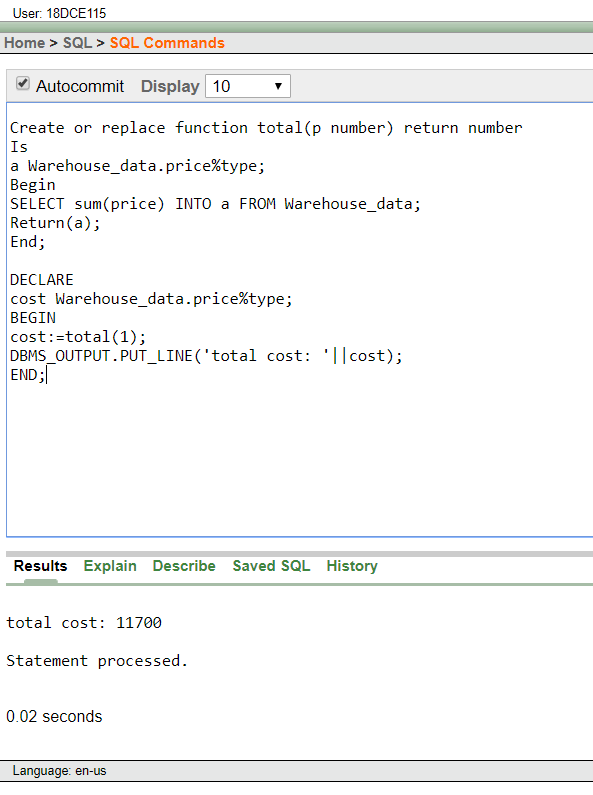 User: 18DCE115
Home > SQL > SQL Commands
Autocommit Display 10
Create or replace function total(p number) return number
Is
a Warehouse_data.price%type;
Begin
SELECT sum(price) INTO a FROM Warehouse_data;
Return(a);
End;
DECLARE
cost Warehouse_data.price%type;
BEGIN
cost:=total(1);
DBMS_OUTPUT.PUT_LINE('total cost: '||cost);
END;
Results Explain Describe Saved SQL History
total cost: 11700
Statement processed.
0.02 seconds
Language: en-us